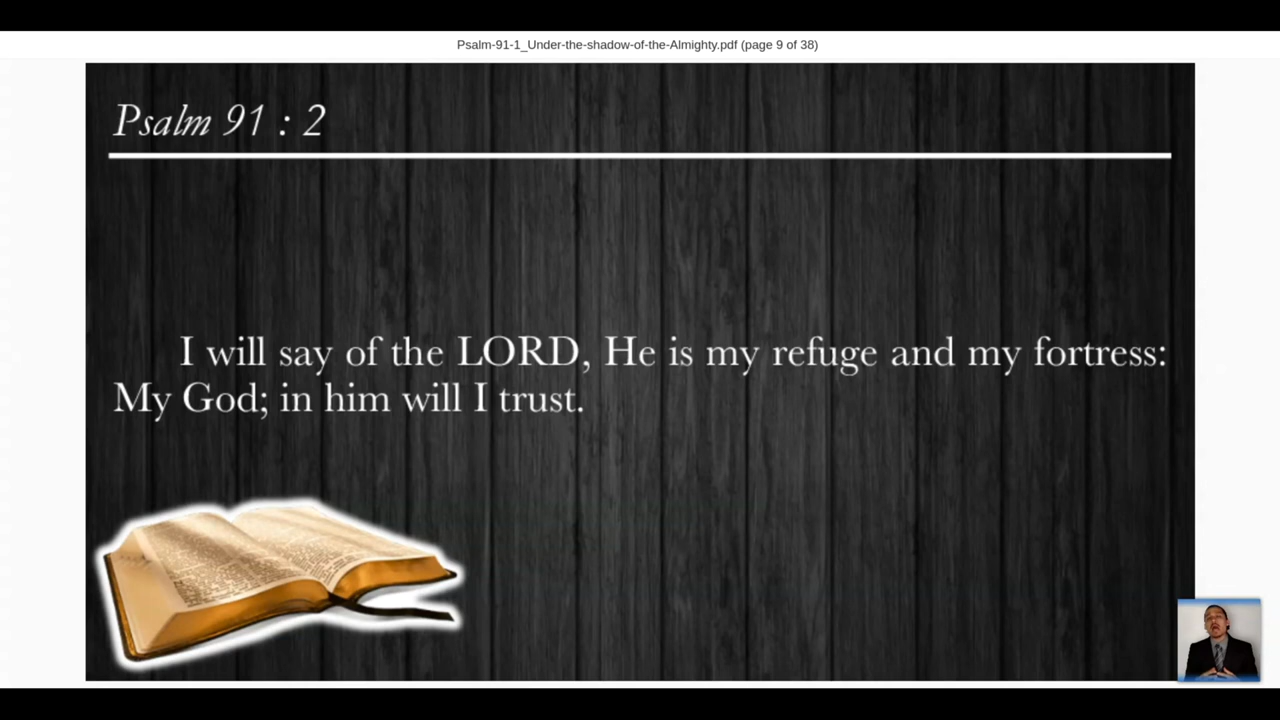 Psalm-91-1_Under-the-shadow-of-the-Almighty.pdf (page 9 of 38)
Psalm 91 : 2
I will say of the LORD, He is my refuge and my fortress:
My God; in him will I trust.